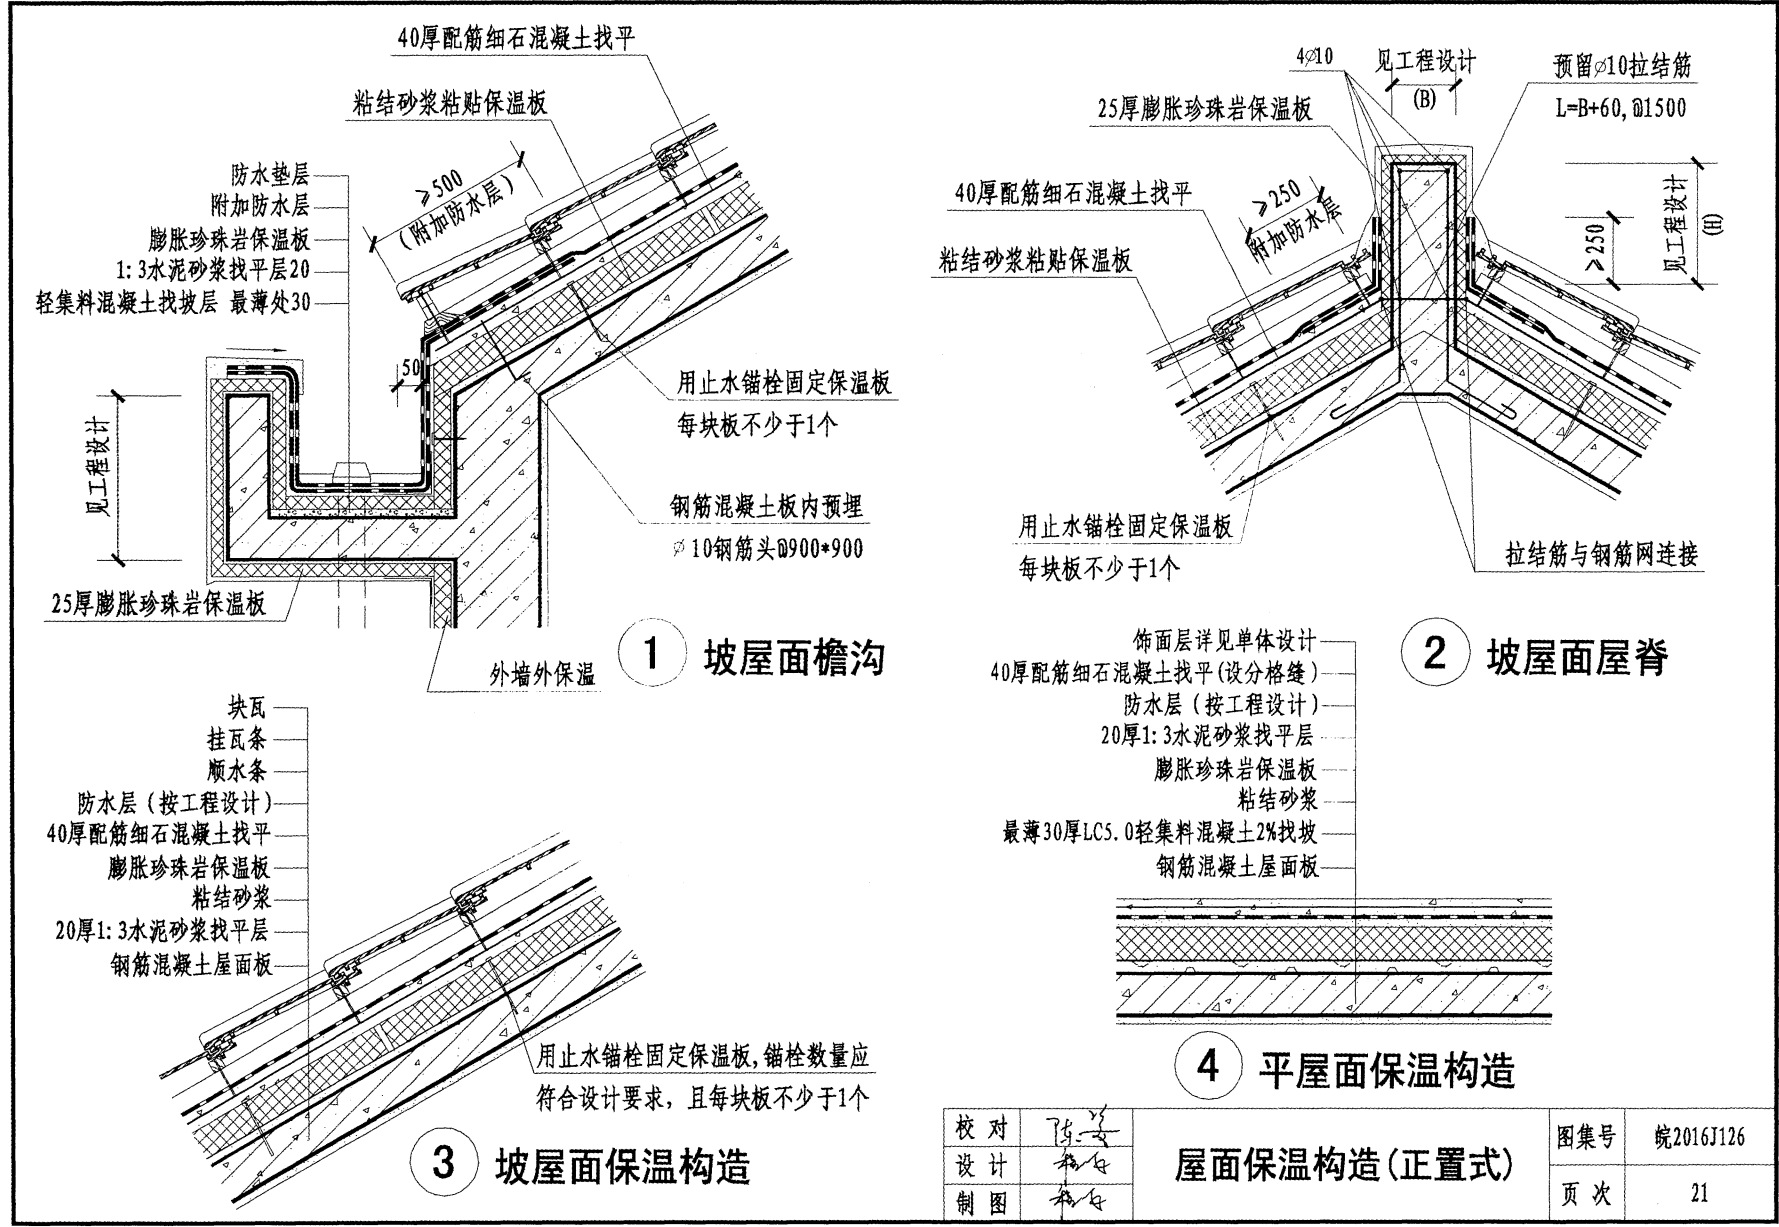 40厚配筋细石混凝土找平
粘结砂浆粘贴保温板
防水垫层
附加防水层
膨胀珍珠岩保温板
1:3水泥砂浆找平层20
轻集料混凝土找坡层 最薄处30
≥500
(附加防水层)
50
见工程设计
用止水锚栓固定保温板
每块板不少于1个
钢筋混凝土板内预埋
∅10钢筋头@900*900
25厚膨胀珍珠岩保温板
外墙外保温
1 坡屋面檐沟
4∅10
见工程设计
(B)
预留∅10拉结筋
L=B+60,@1500
25厚膨胀珍珠岩保温板
40厚配筋细石混凝土找平
粘结砂浆粘贴保温板
≥250
附加防水层
≥250
见工程设计
(H)
用止水锚栓固定保温板
每块板不少于1个
拉结筋与钢筋网连接
2 坡屋面屋脊
块瓦
挂瓦条
顺水条
防水层(按工程设计)
40厚配筋细石混凝土找平
膨胀珍珠岩保温板
粘结砂浆
20厚1:3水泥砂浆找平层
钢筋混凝土屋面板
用止水锚栓固定保温板,锚栓数量应
符合设计要求，且每块板不少于1个
3 坡屋面保温构造
饰面层详见单体设计
40厚配筋细石混凝土找平(设分格缝)
防水层(按工程设计)
20厚1:3水泥砂浆找平层
膨胀珍珠岩保温板
粘结砂浆
最薄30厚LC5.0轻集料混凝土2%找坡
钢筋混凝土屋面板
4 平屋面保温构造
校对
设计
制图
屋面保温构造(正置式)
图集号 皖2016J126
页次 21